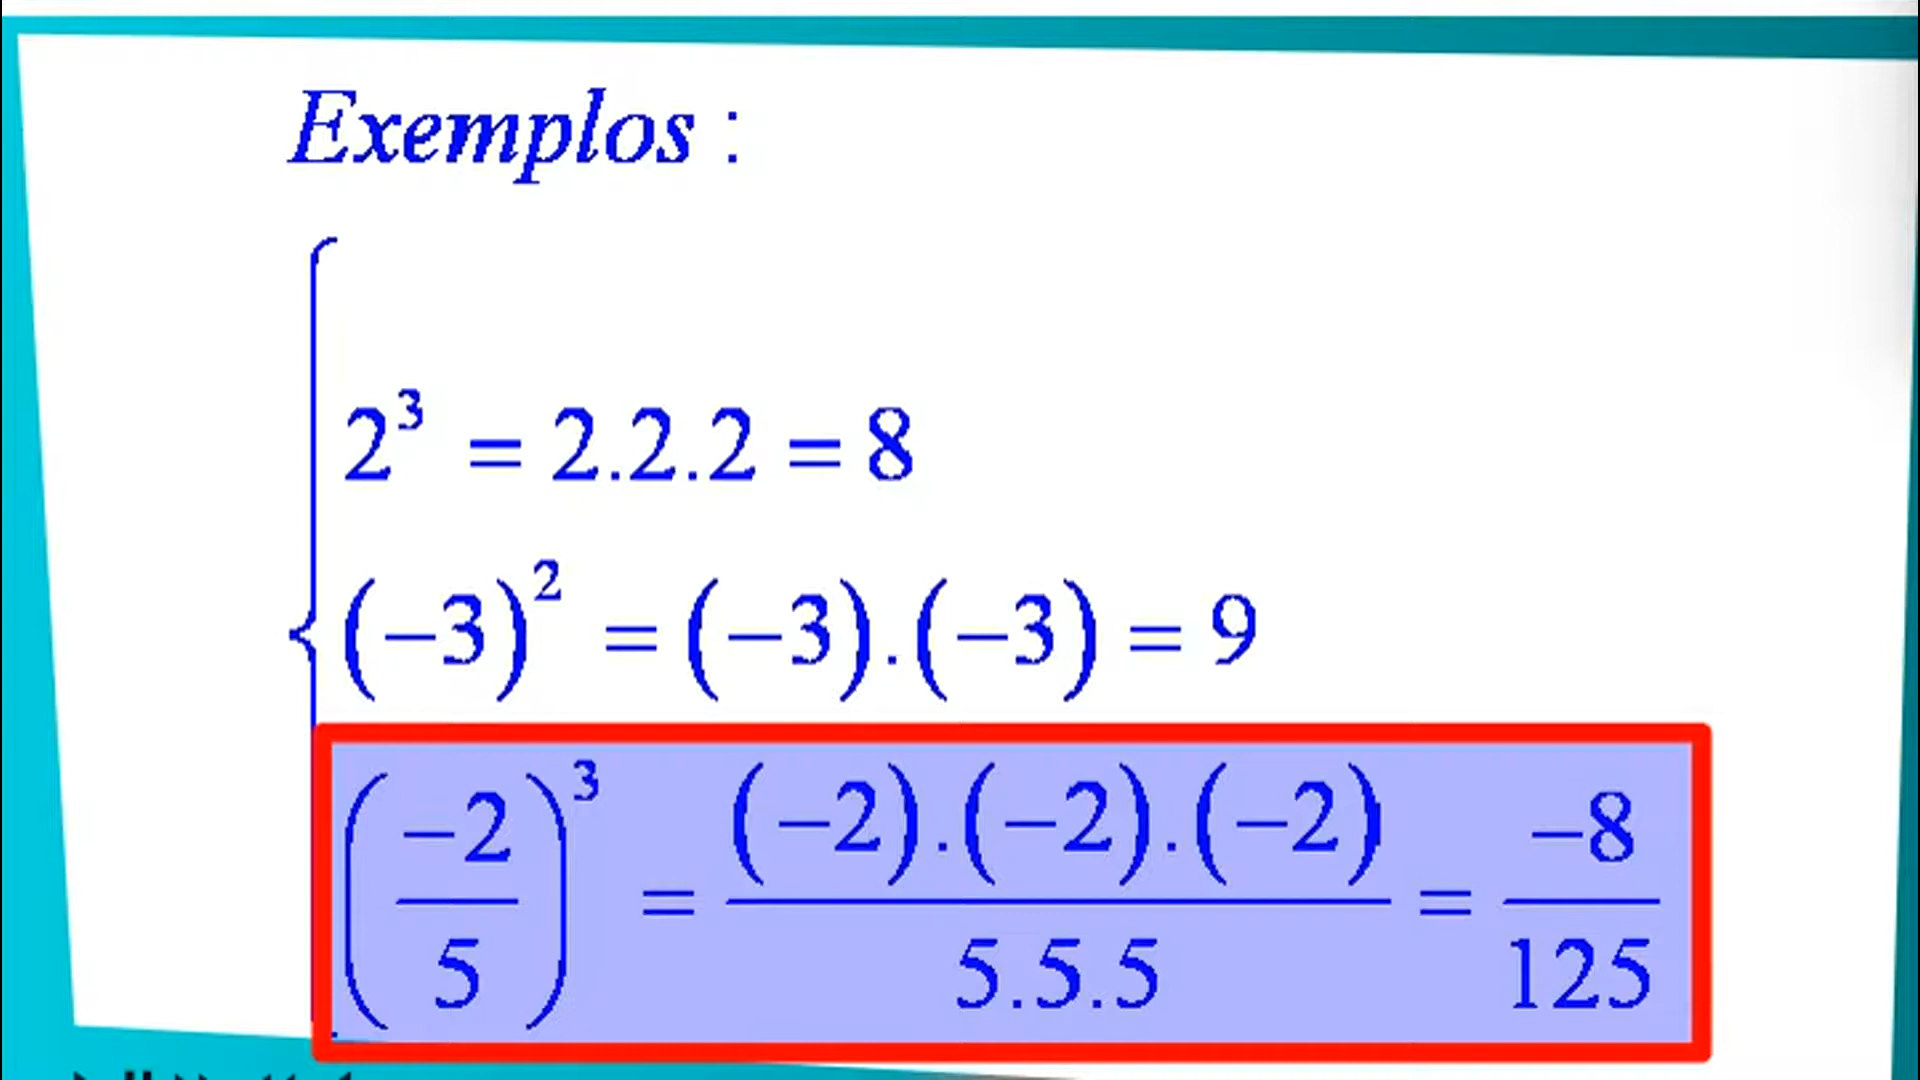 Exemplos :
2³ = 2.2.2 = 8
(−3)² = (−3).(−3) = 9
(−2/5)³ = (−2).(−2).(−2)/5.5.5 = −8/125